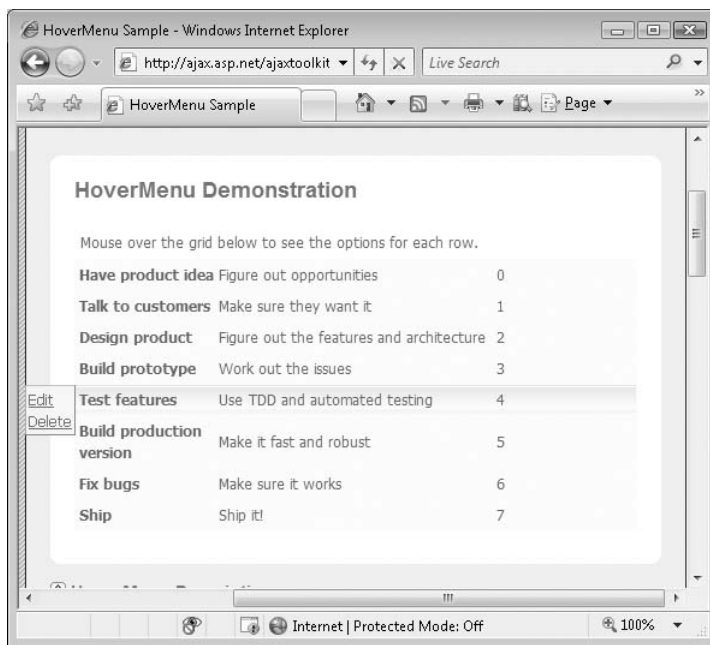 HoverMenu Sample - Windows Internet Explorer
http://ajax.asp.net/ajaxtoolkit
Live Search
HoverMenu Sample
Page
HoverMenu Demonstration
Mouse over the grid below to see the options for each row.
Have product idea Figure out opportunities 0
Talk to customers Make sure they want it 1
Design product Figure out the features and architecture 2
Build prototype Work out the issues 3
Edit Test features Use TDD and automated testing 4
Delete
Build production
version Make it fast and robust 5
Fix bugs Make sure it works 6
Ship Ship it! 7
Internet | Protected Mode: Off
100%